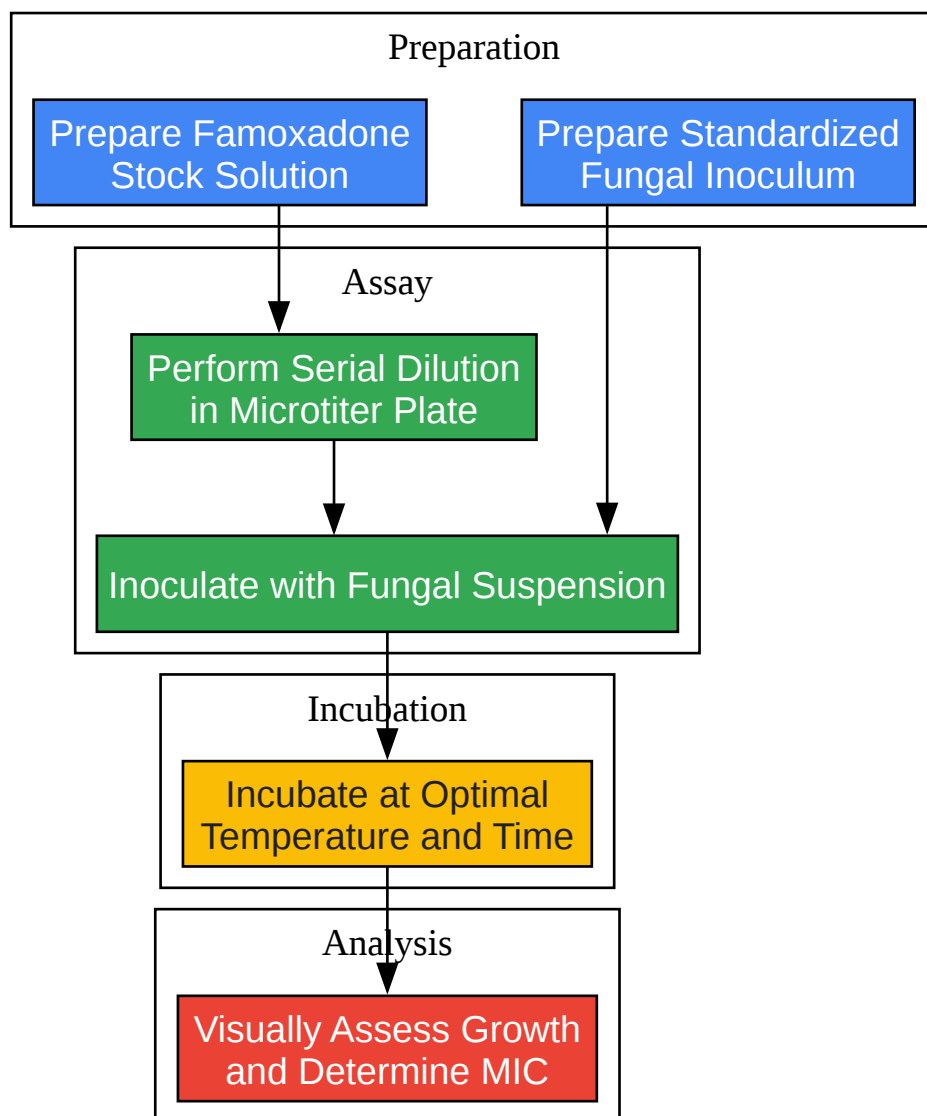 Preparation
Prepare Famoxadone
Stock Solution
Prepare Standardized
Fungal Inoculum
Assay
Perform Serial Dilution
in Microtiter Plate
Inoculate with Fungal Suspension
Incubation
Incubate at Optimal
Temperature and Time
Analysis
Visually Assess Growth
and Determine MIC